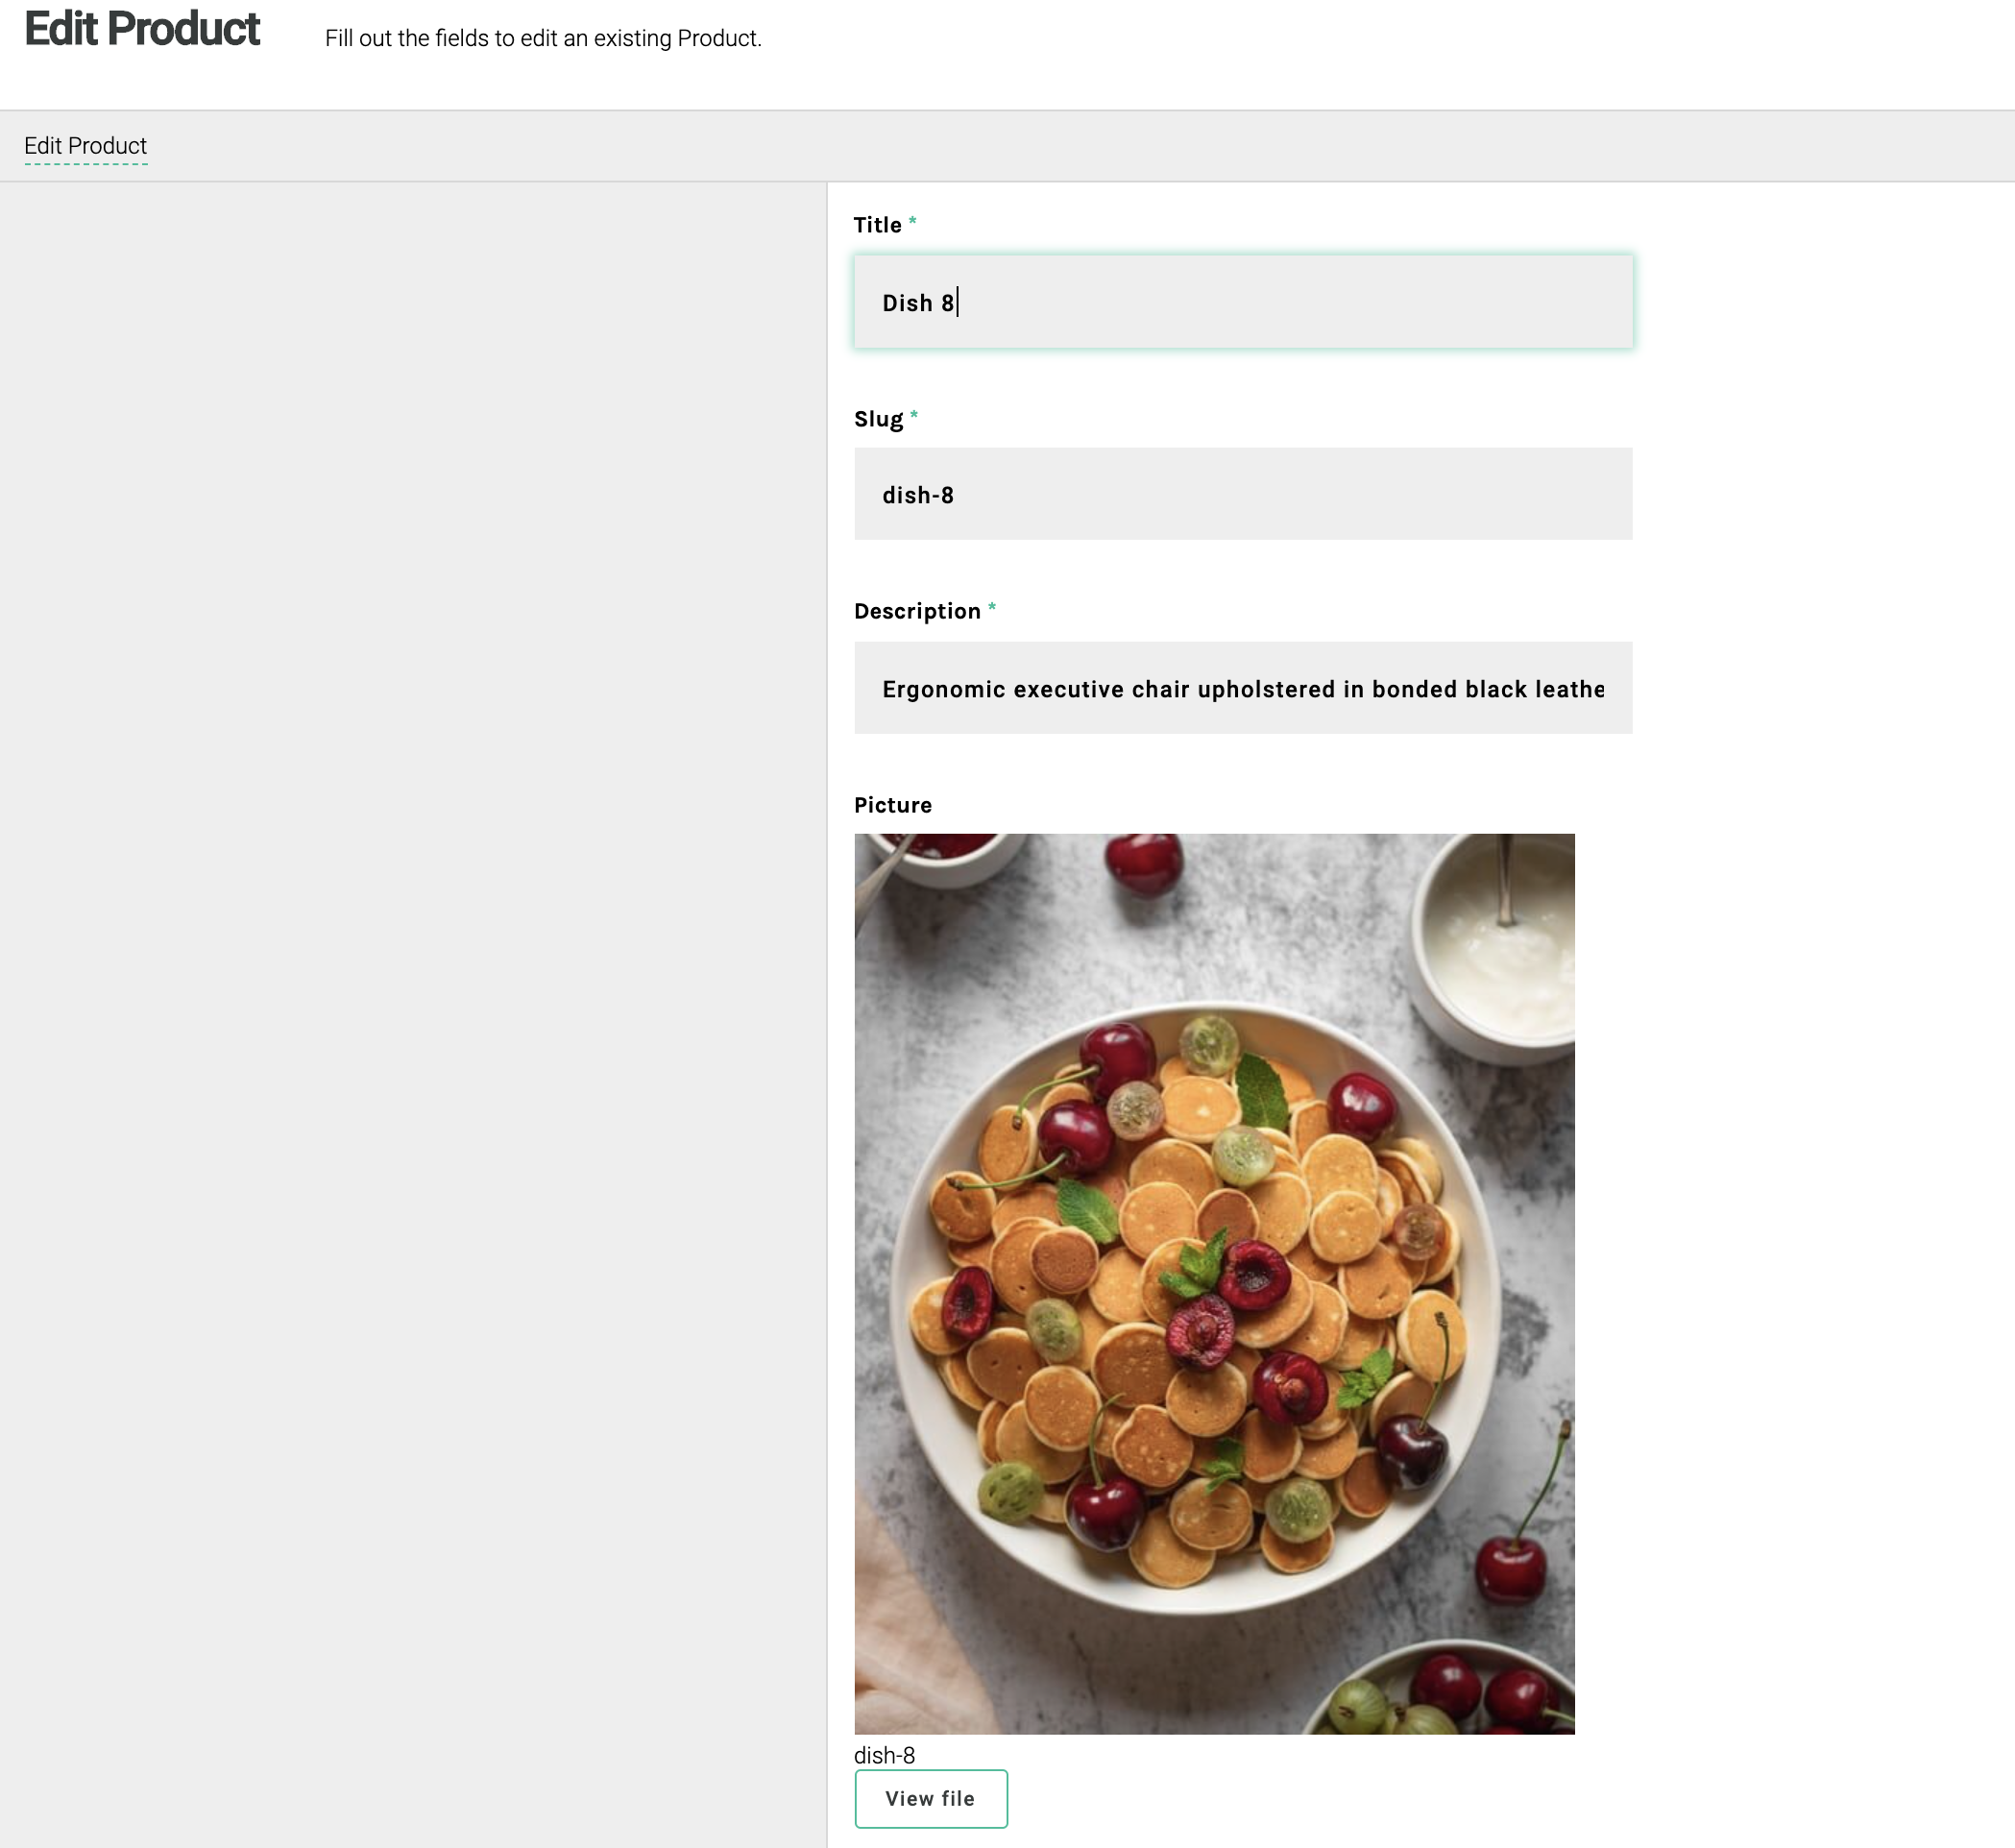 Edit Product
Fill out the fields to edit an existing Product.
Edit Product
Title *
Dish 8
Slug *
dish-8
Description *
Ergonomic executive chair upholstered in bonded black leathe
Picture
dish-8
View file